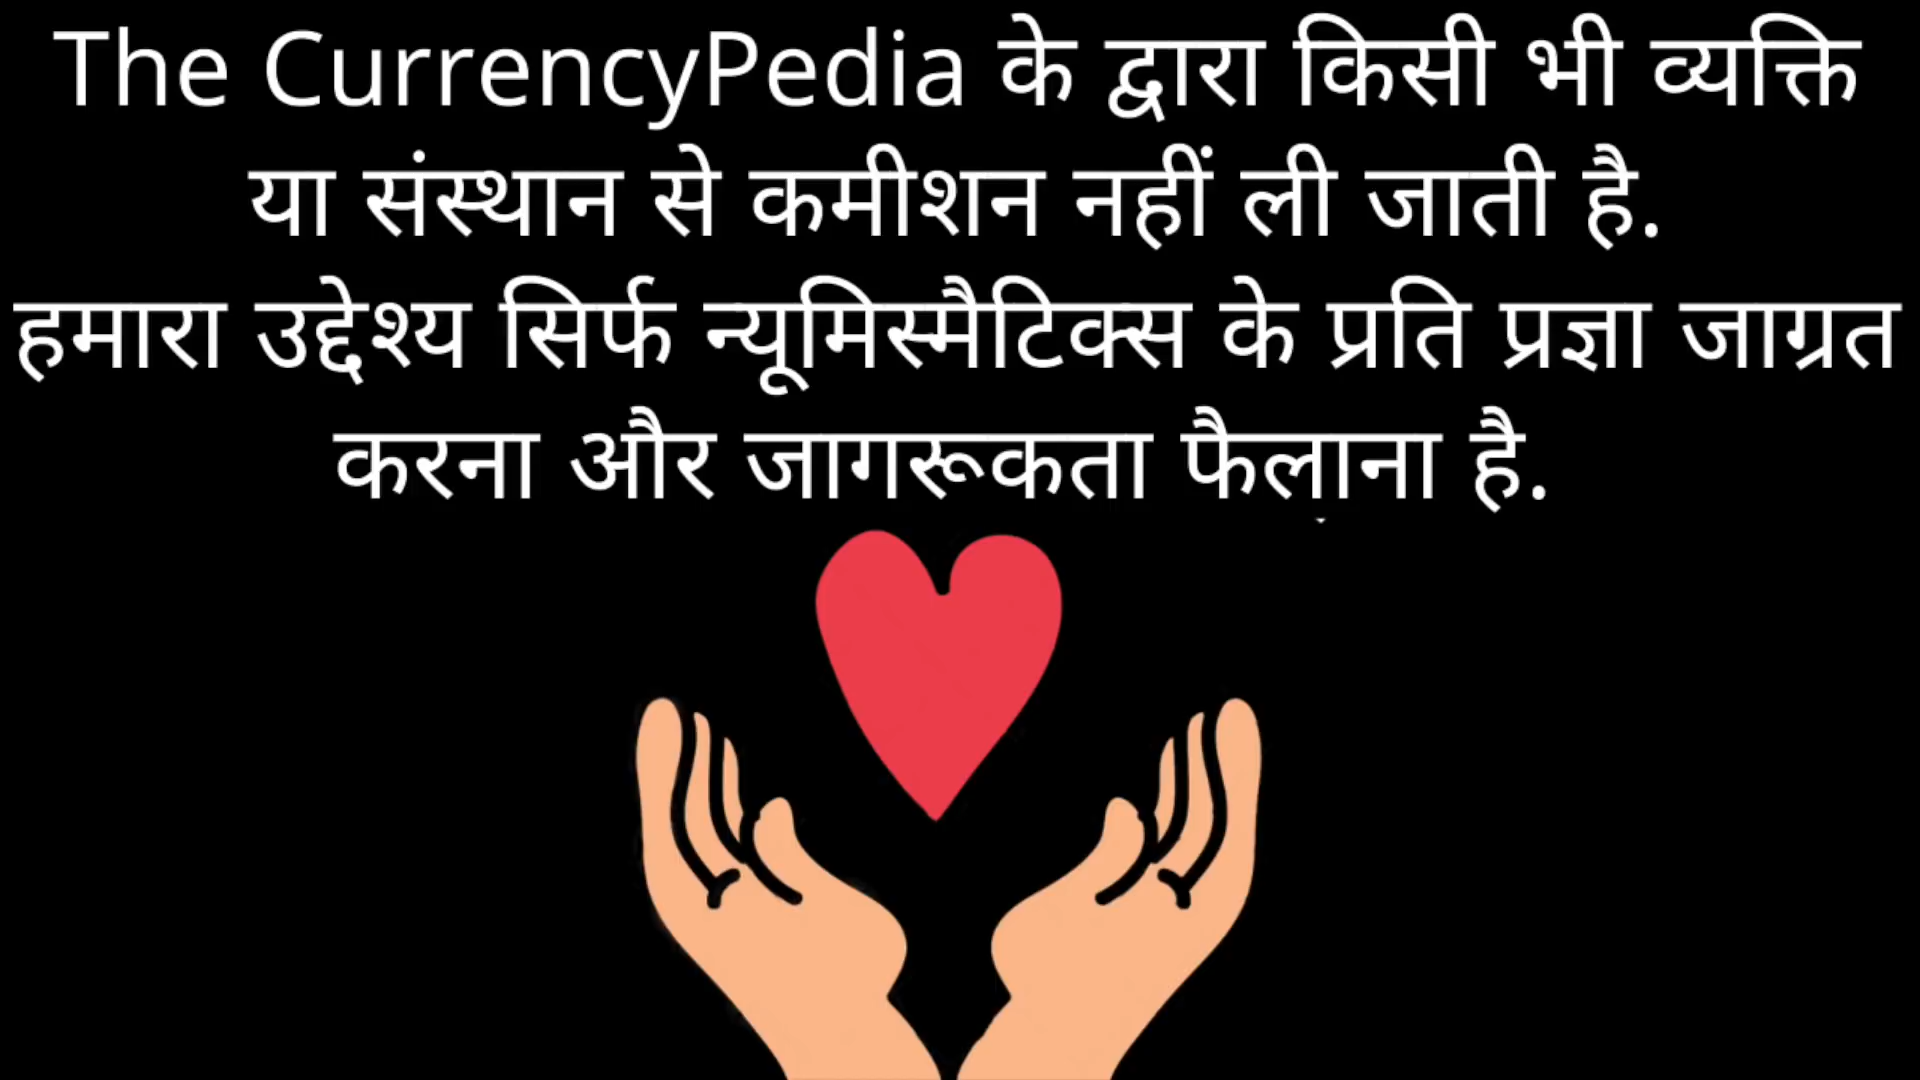 The CurrencyPedia के द्वारा किसी भी व्यक्ति
या संस्थान से कमीशन नहीं ली जाती है.
हमारा उद्देश्य सिर्फ न्यूमिस्मैटिक्स के प्रति प्रज्ञा जाग्रत
करना और जागरूकता फैलाना है.